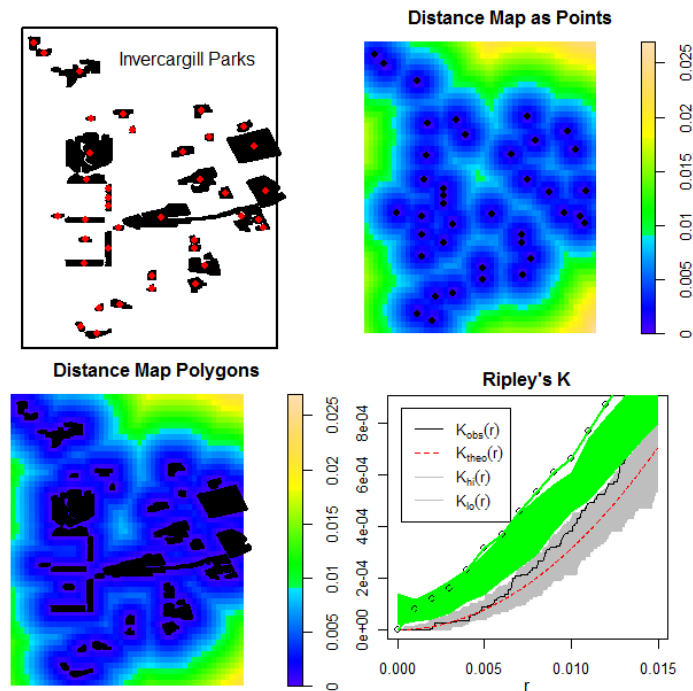 Invercargill Parks
Distance Map as Points
0 0.005 0.01 0.015 0.02 0.025
Distance Map Polygons
0 0.005 0.01 0.015 0.02 0.025
Ripley's K
Kobs(r)
Ktheo(r)
Khi(r)
Klo(r)
0e+00 2e-04 4e-04 6e-04 8e-04
0.000 0.005 0.010 0.015
r